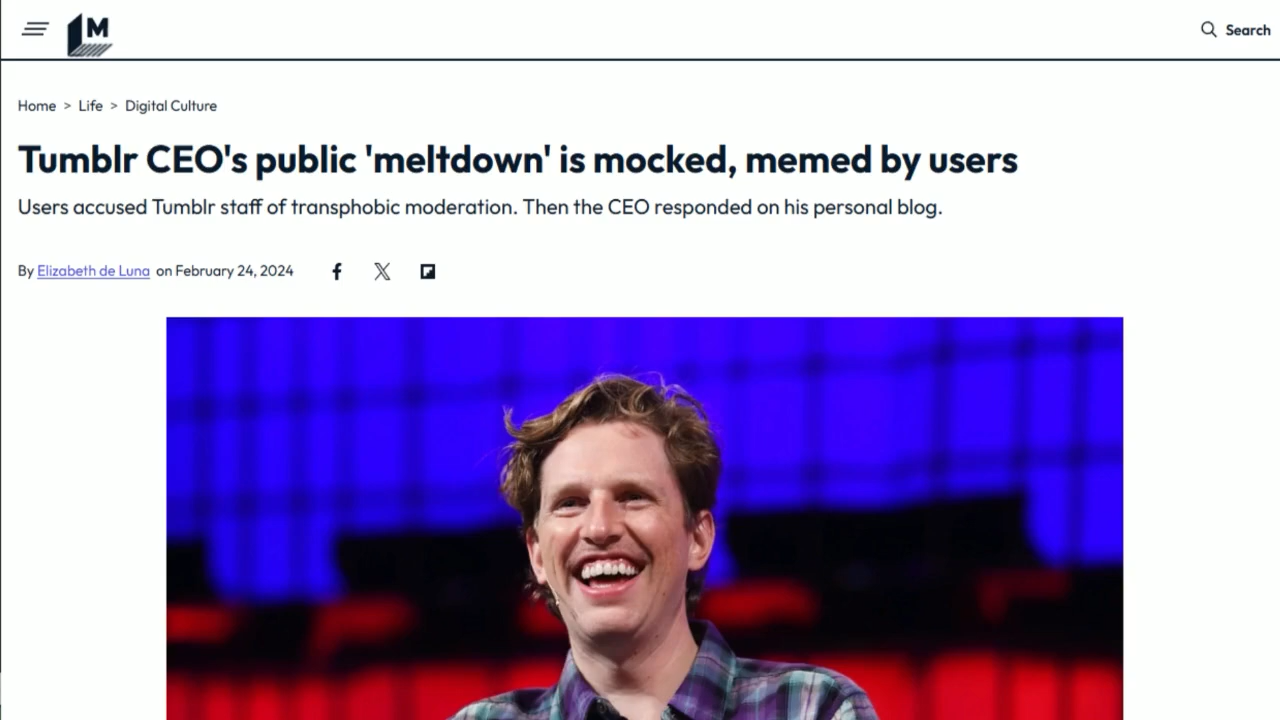 M
Search
Home > Life > Digital Culture
Tumblr CEO's public 'meltdown' is mocked, memed by users
Users accused Tumblr staff of transphobic moderation. Then the CEO responded on his personal blog.
By Elizabeth de Luna on February 24, 2024